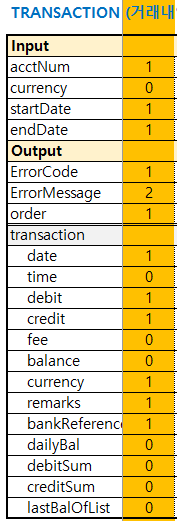 TRANSACTION (거래내
Input
acctNum 1
currency 0
startDate 1
endDate 1
Output
ErrorCode 1
ErrorMessage 2
order 1
transaction
date 1
time 0
debit 1
credit 1
fee 0
balance 0
currency 1
remarks 1
bankReference 1
dailyBal 0
debitSum 0
creditSum 0
lastBalOfList 0